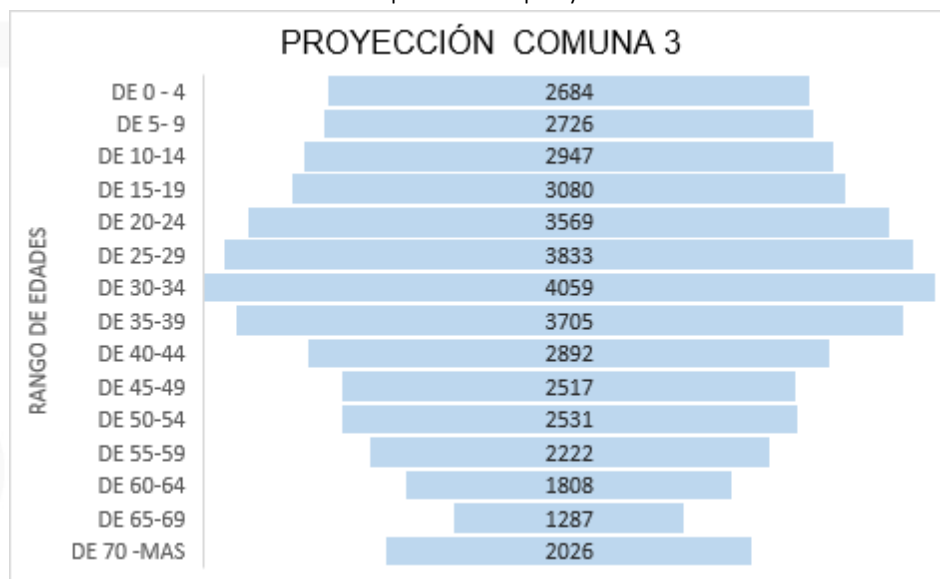 PROYECCIÓN COMUNA 3
RANGO DE EDADES
DE 0 - 4 2684
DE 5- 9 2726
DE 10-14 2947
DE 15-19 3080
DE 20-24 3569
DE 25-29 3833
DE 30-34 4059
DE 35-39 3705
DE 40-44 2892
DE 45-49 2517
DE 50-54 2531
DE 55-59 2222
DE 60-64 1808
DE 65-69 1287
DE 70 -MAS 2026